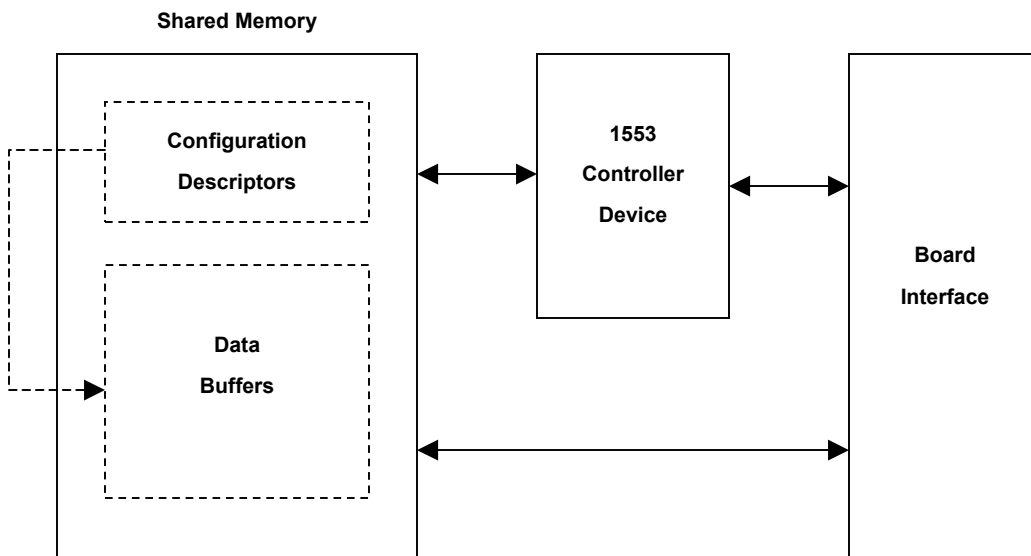 Shared Memory
Configuration
Descriptors
Data
Buffers
1553
Controller
Device
Board
Interface